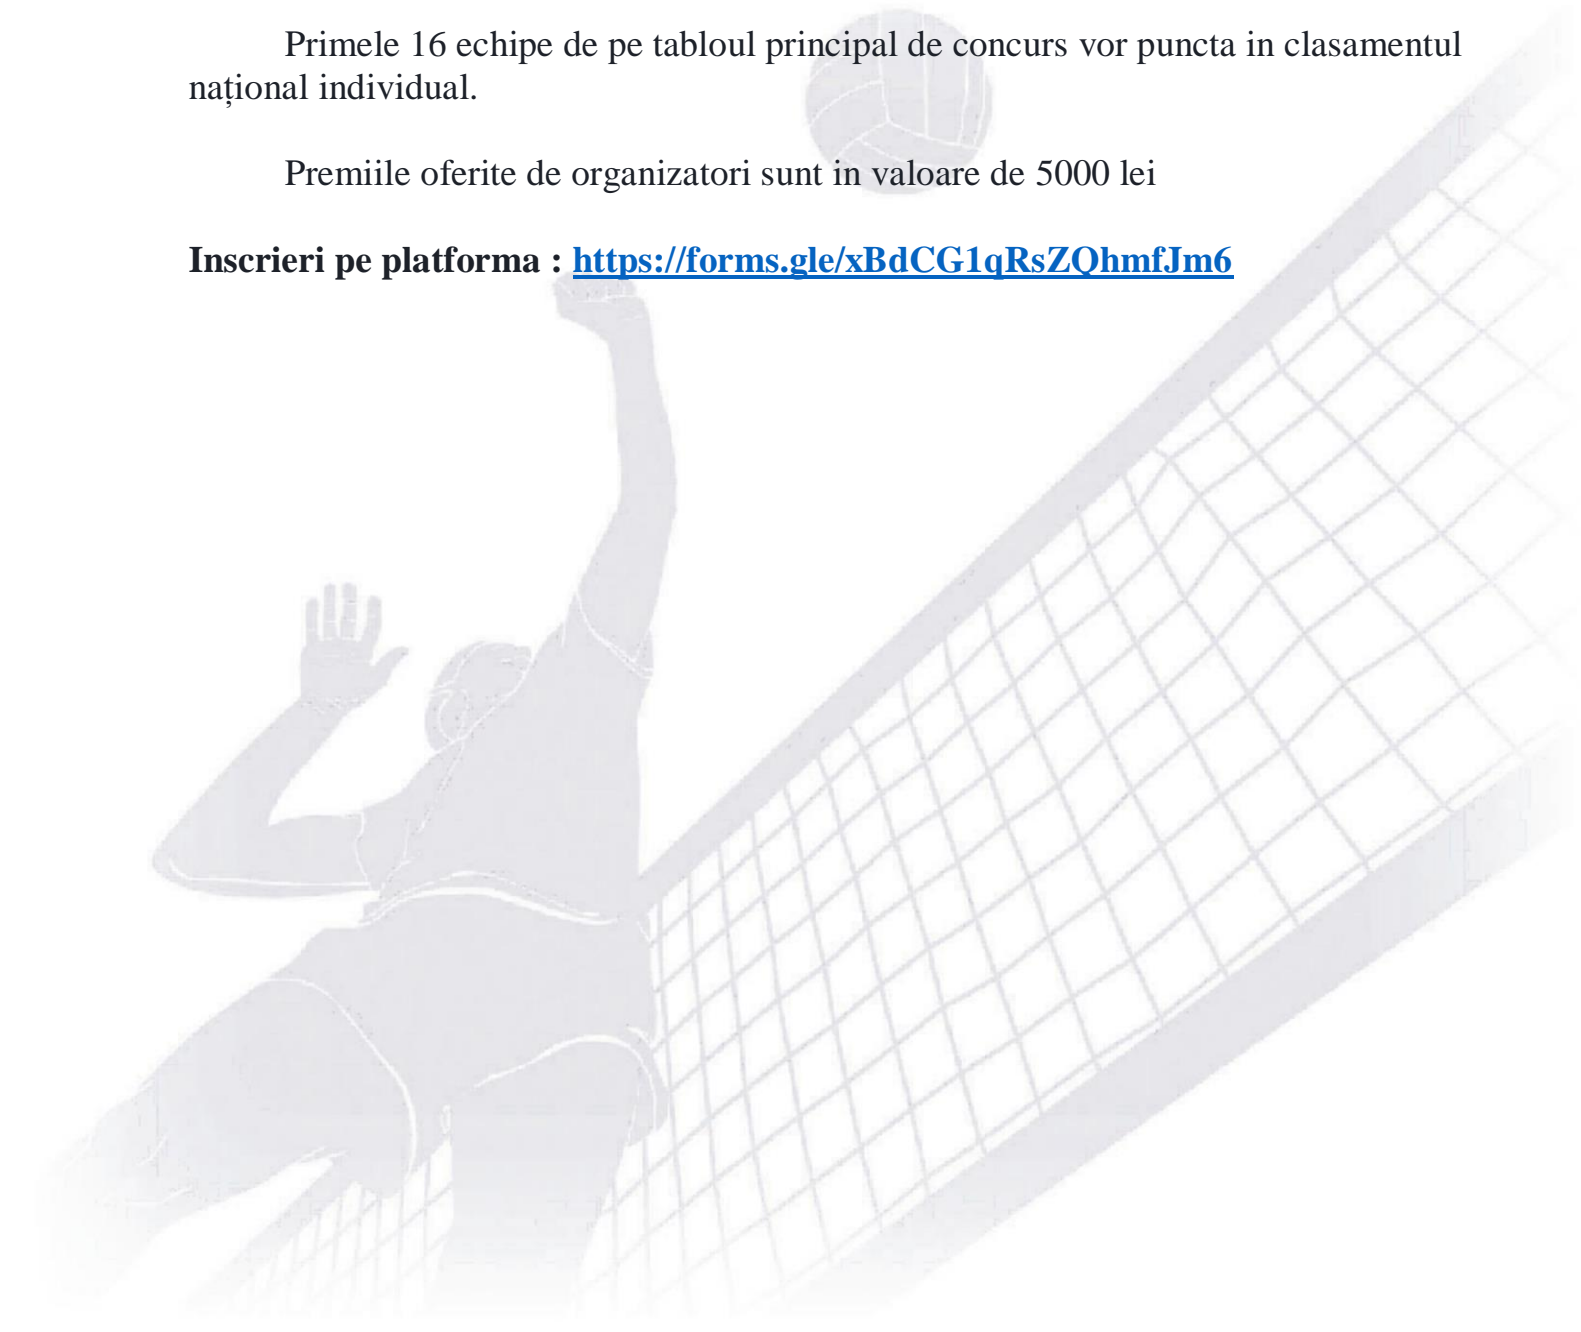 Primele 16 echipe de pe tabloul principal de concurs vor puncta in clasamentul
național individual.
Premiile oferite de organizatori sunt in valoare de 5000 lei
Inscrieri pe platforma : https://forms.gle/xBdCG1qRsZQhmfJm6